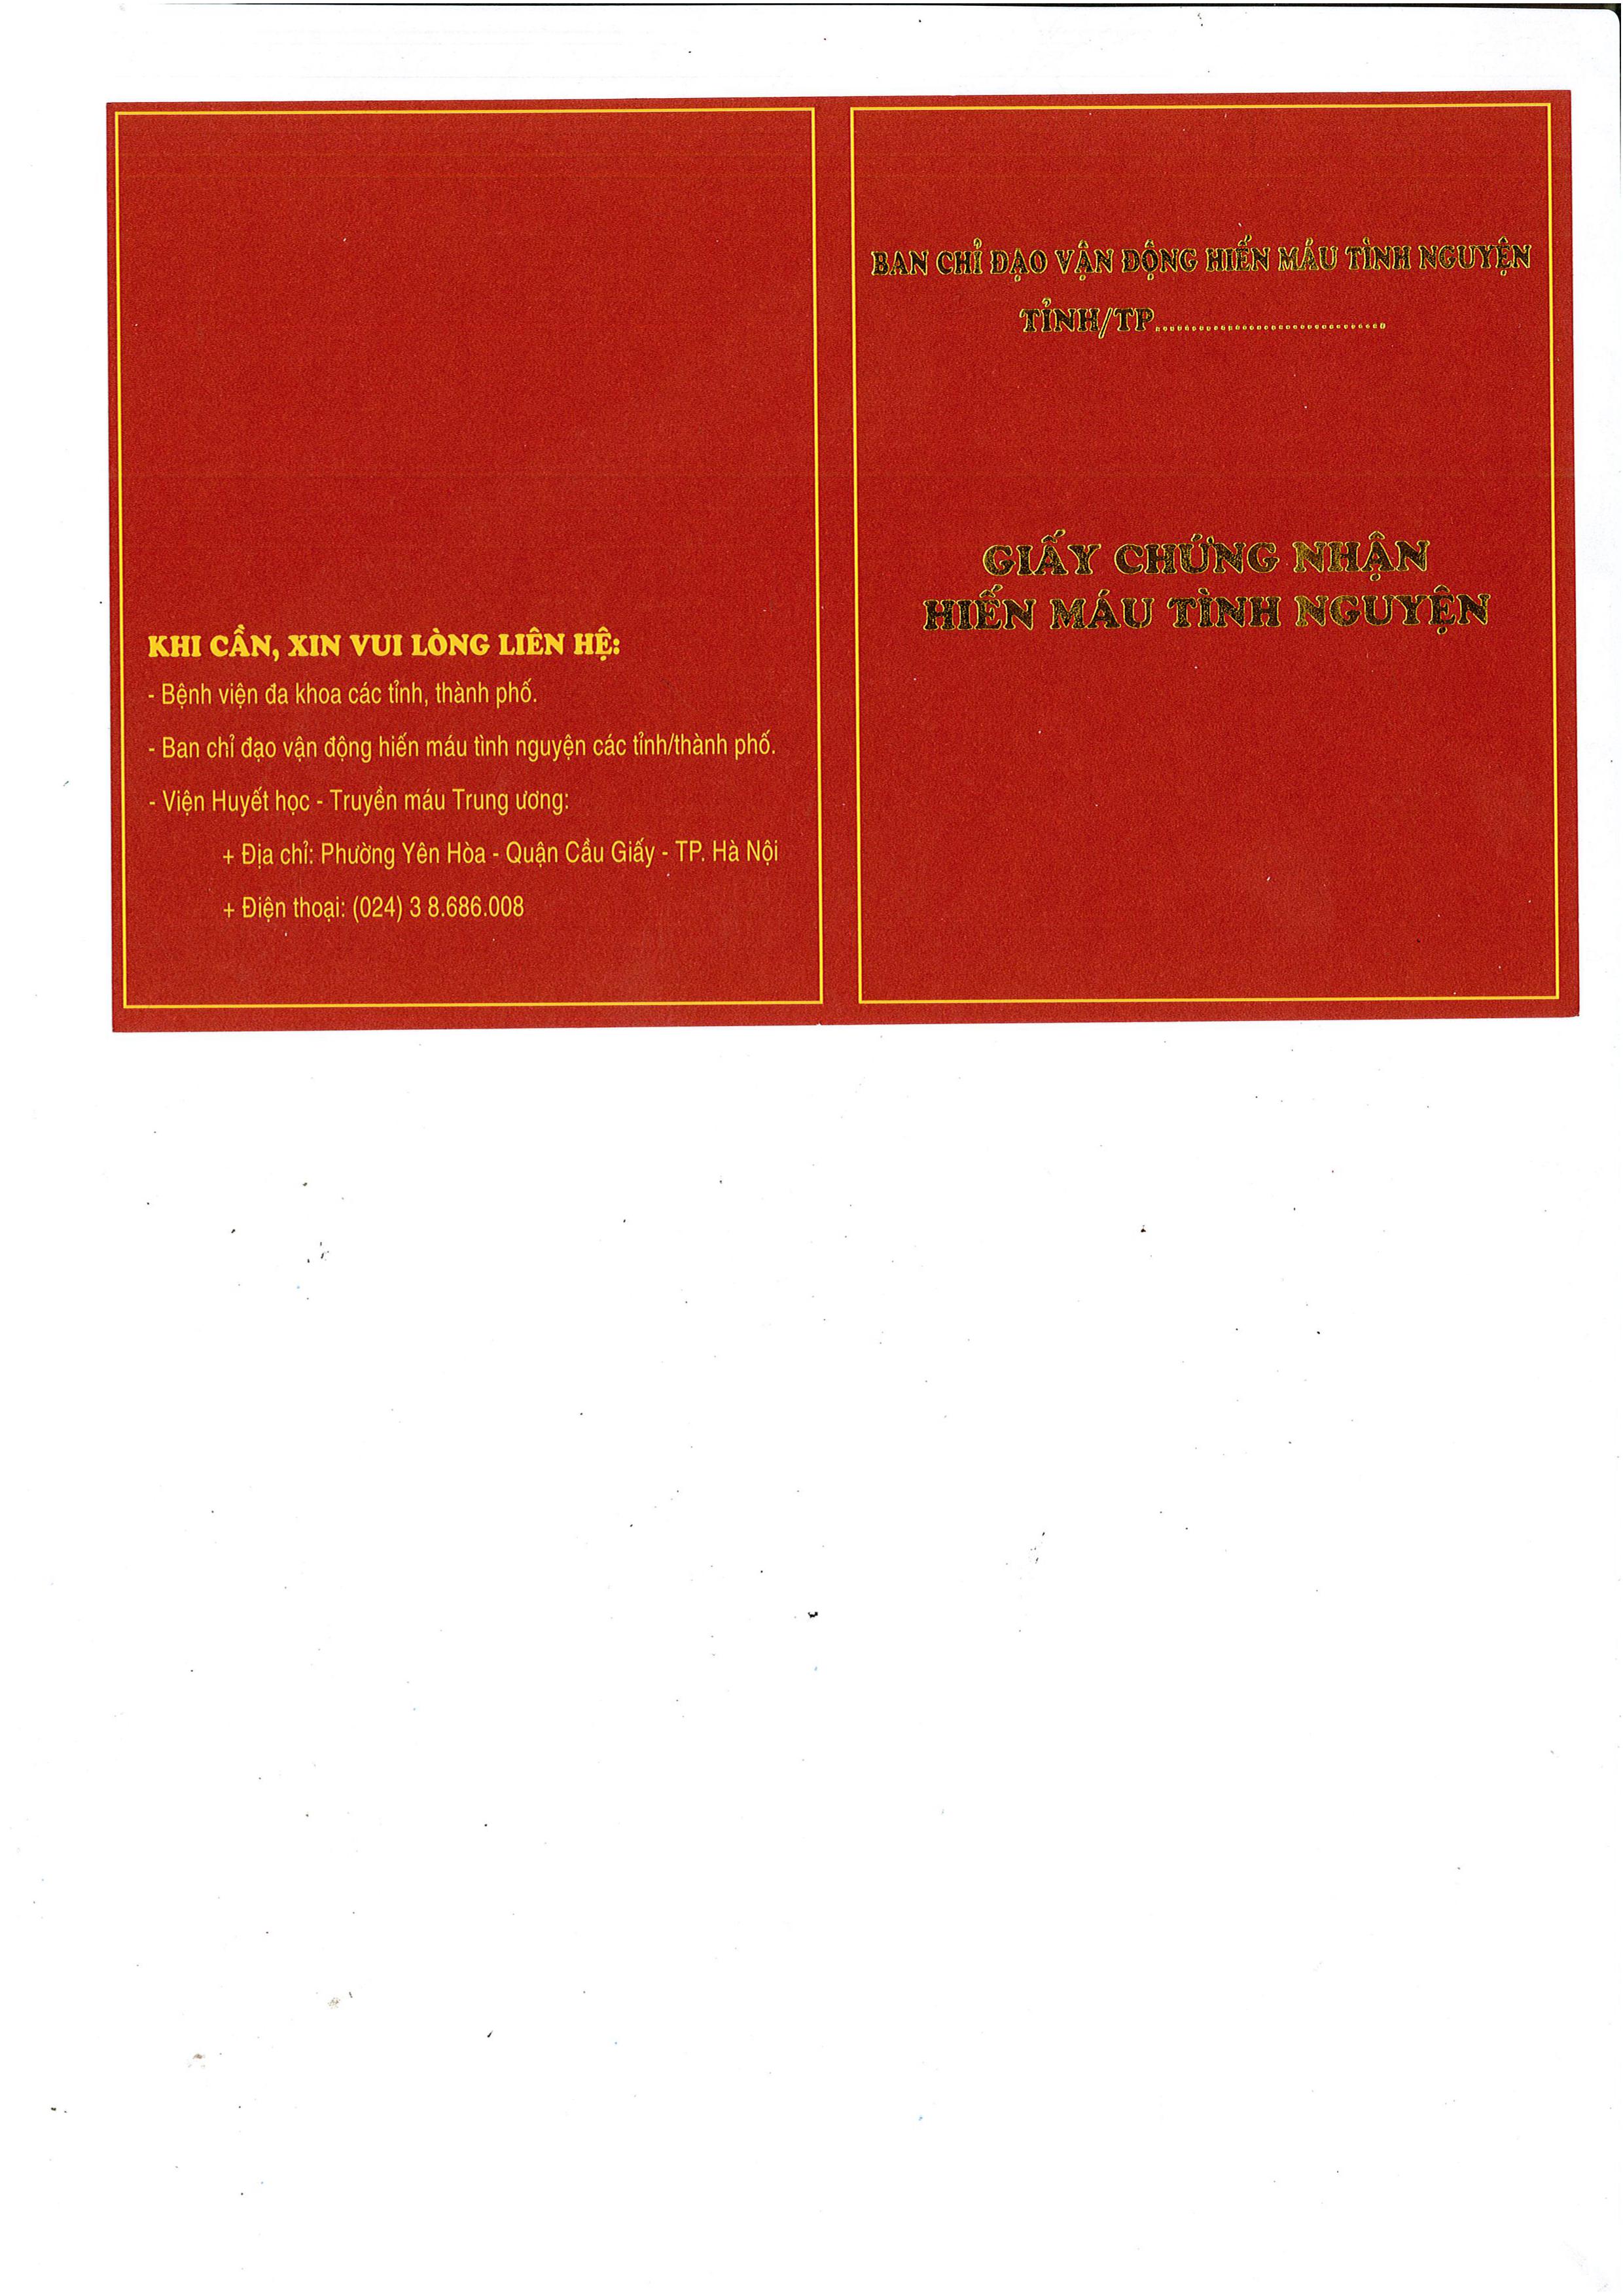 KHI CẦN, XIN VUI LÒNG LIÊN HỆ:
- Bệnh viện đa khoa các tỉnh, thành phố.
- Ban chỉ đạo vận động hiến máu tình nguyện các tỉnh/thành phố.
- Viện Huyết học - Truyền máu Trung ương:
+ Địa chỉ: Phường Yên Hòa - Quận Cầu Giấy - TP. Hà Nội
+ Điện thoại: (024) 3 8.686.008
BAN CHỈ ĐẠO VẬN ĐỘNG HIẾN MÁU TÌNH NGUYỆN
TỈNH/TP................................
GIẤY CHỨNG NHẬN
HIẾN MÁU TÌNH NGUYỆN